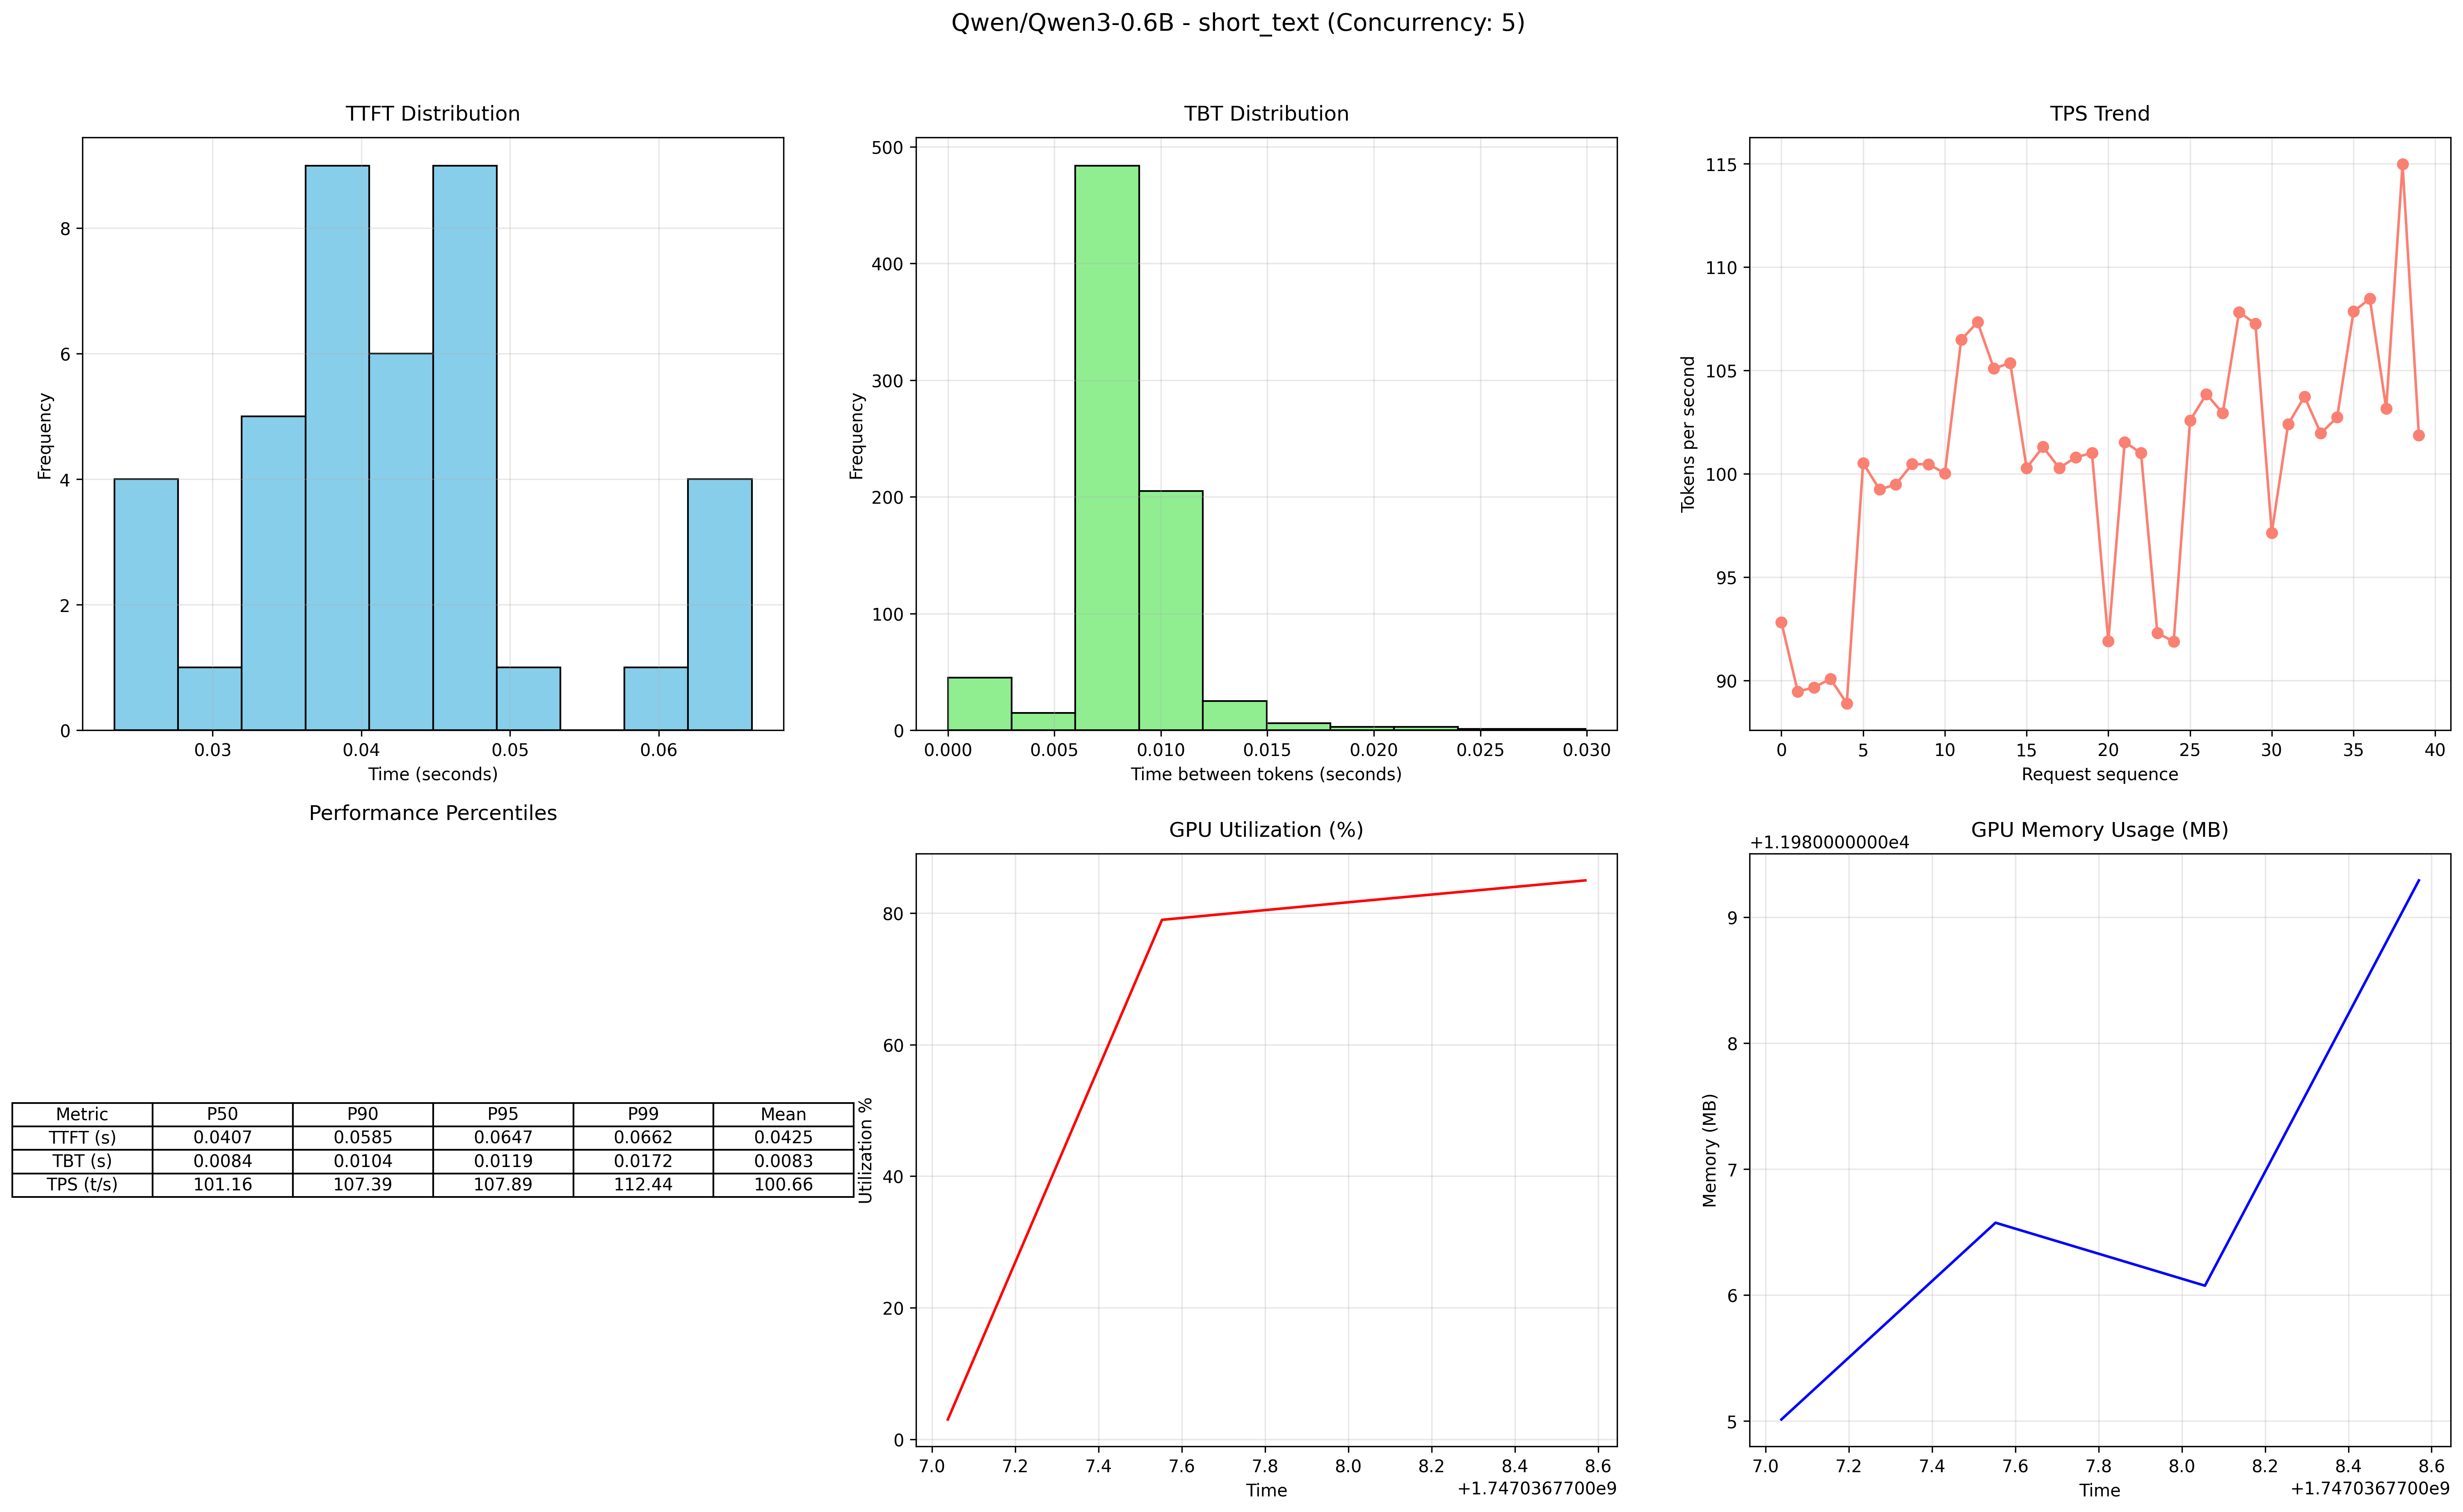 Qwen/Qwen3-0.6B - short_text (Concurrency: 5)
TTFT Distribution
Frequency
8
6
4
2
0
0.03 0.04 0.05 0.06
Time (seconds)
TBT Distribution
Frequency
500
400
300
200
100
0
0.000 0.005 0.010 0.015 0.020 0.025 0.030
Time between tokens (seconds)
TPS Trend
Tokens per second
115
110
105
100
95
90
0 5 10 15 20 25 30 35 40
Request sequence
Performance Percentiles
Metric P50 P90 P95 P99 Mean
TTFT (s) 0.0407 0.0585 0.0647 0.0662 0.0425
TBT (s) 0.0084 0.0104 0.0119 0.0172 0.0083
TPS (t/s) 101.16 107.39 107.89 112.44 100.66
GPU Utilization (%)
Utilization %
80
60
40
20
0
7.0 7.2 7.4 7.6 7.8 8.0 8.2 8.4 8.6
Time
+1.7470367700e9
GPU Memory Usage (MB)
+1.1980000000e4
Memory (MB)
9
8
7
6
5
7.0 7.2 7.4 7.6 7.8 8.0 8.2 8.4 8.6
Time
+1.7470367700e9